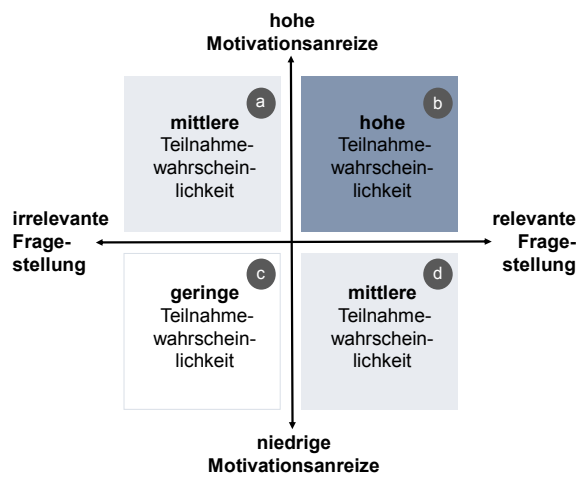 hohe
Motivationsanreize
a
mittlere
Teilnahme-
wahrschein-
lichkeit
b
hohe
Teilnahme-
wahrschein-
lichkeit
irrelevante
Frage-
stellung
relevante
Frage-
stellung
c
geringe
Teilnahme-
wahrschein-
lichkeit
d
mittlere
Teilnahme-
wahrschein-
lichkeit
niedrige
Motivationsanreize